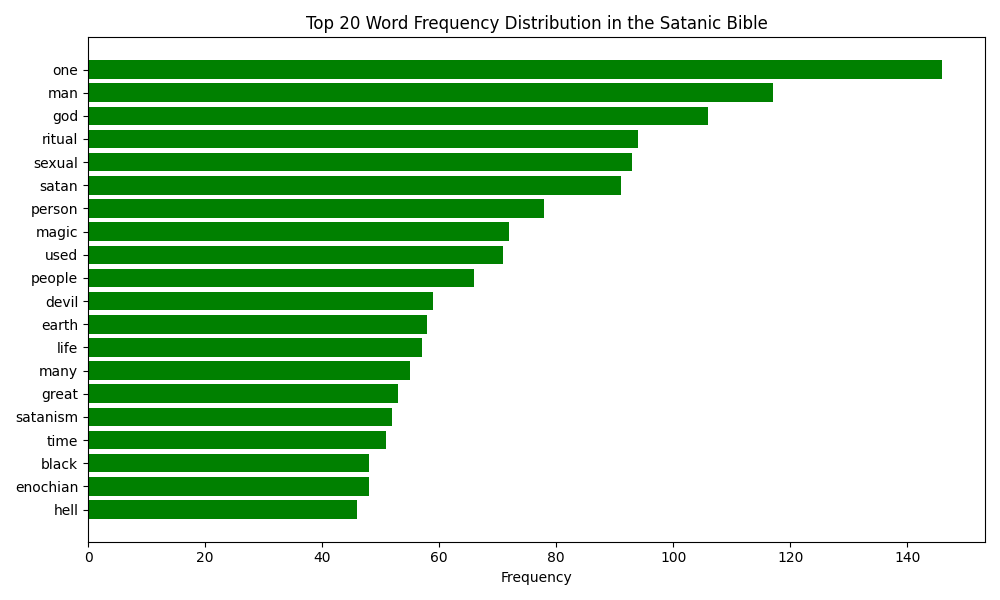 Top 20 Word Frequency Distribution in the Satanic Bible
one
man
god
ritual
sexual
satan
person
magic
used
people
devil
earth
life
many
great
satanism
time
black
enochian
hell
0 20 40 60 80 100 120 140
Frequency